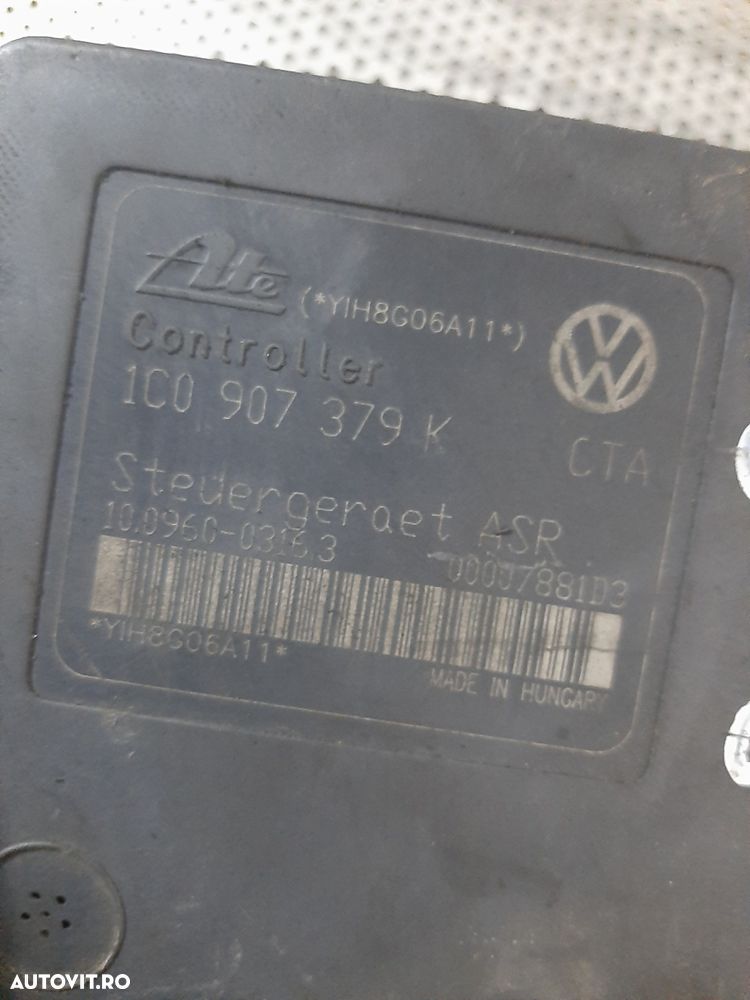 Ate (*YIH8G06A11*)
Controller
1C0 907 379 K
CTA
Steuergeraet ASR
10.0960-0316.3 00007881D3
*YIH8G06A11*
MADE IN HUNGARY
AUTOVIT.RO